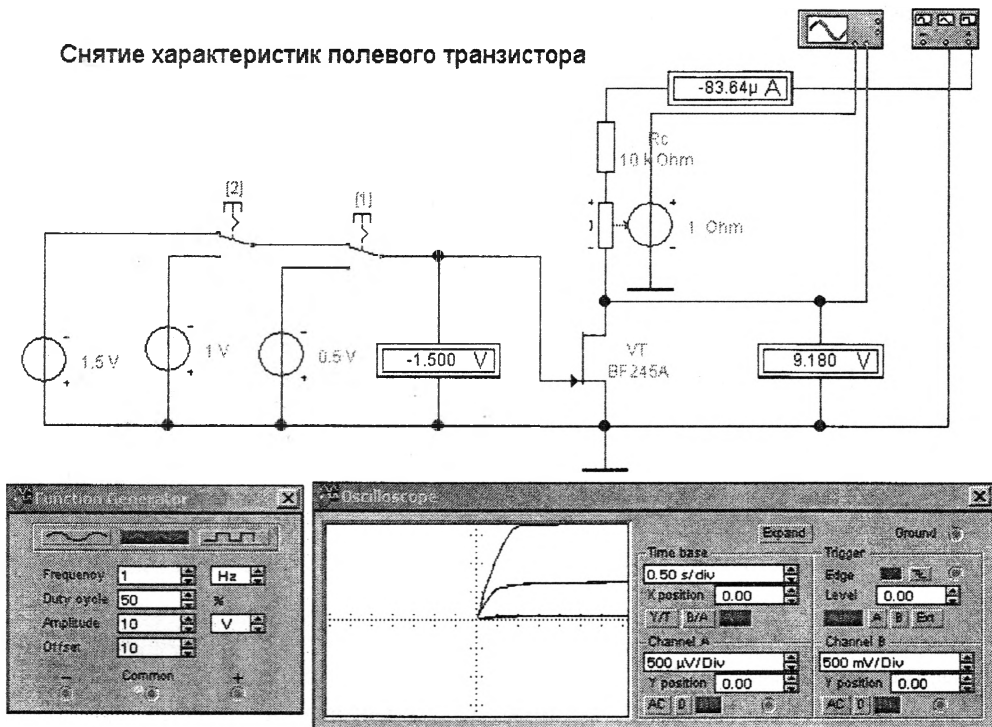 Снятие характеристик полевого транзистора
-83.64µ A
Rc
10 k Ohm
[2]
[1]
1 Ohm
1.5 V
1 V
0.5 V
-1.500 V
VT
BF245A
9.180 V
Function Generator
Frequency 1 Hz
Duty cycle 50 %
Amplitude 10 V
Offset 10
Common
Oscilloscope
Expand
Ground
Time base
0.50 s/div
X position 0.00
Y/T B/A
Trigger
Edge
Level 0.00
A B Ext
Channel A
500 µV/Div
Y position 0.00
AC 0
Channel B
500 mV/Div
Y position 0.00
AC 0